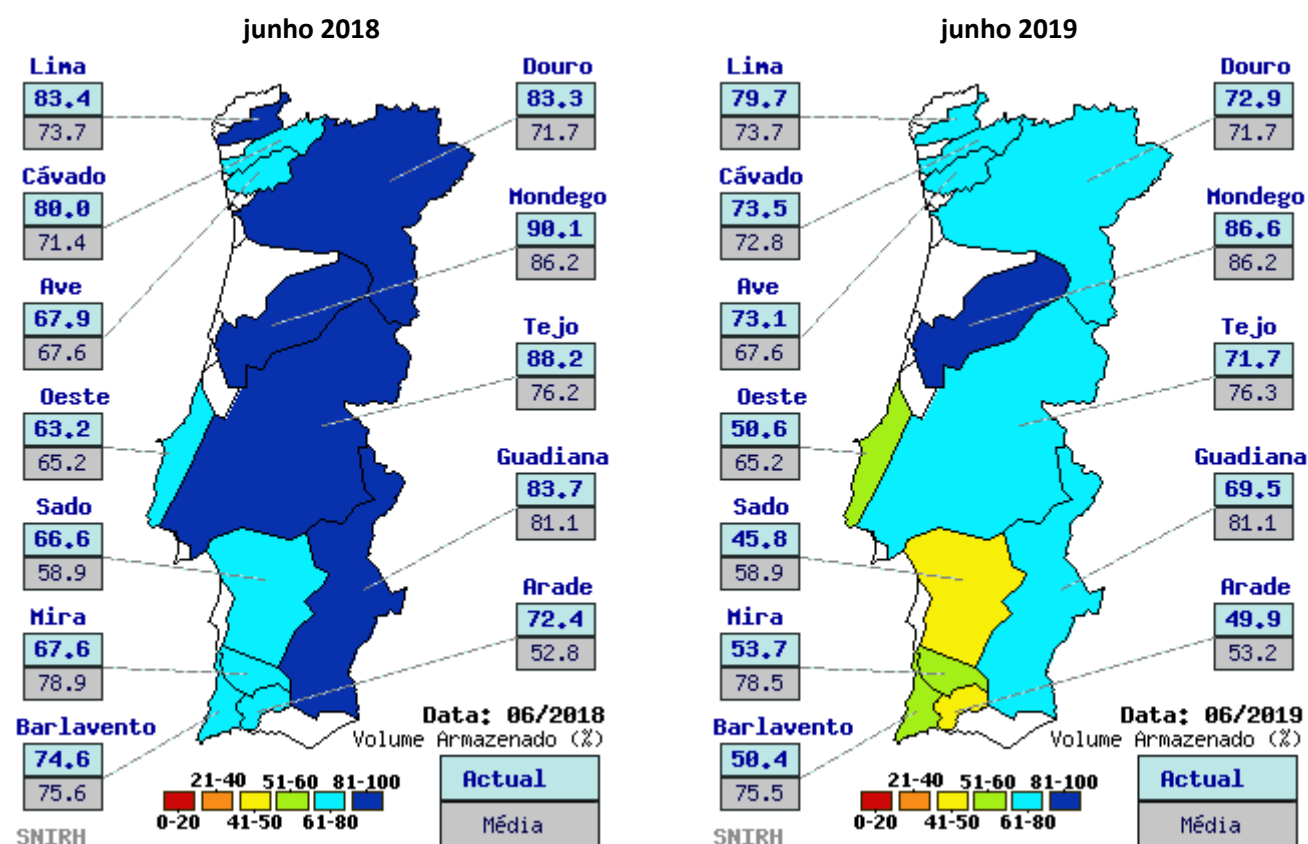 junho 2018
Lima
83.4
73.7
Cávado
80.0
71.4
Ave
67.9
67.6
Oeste
63.2
65.2
Sado
66.6
58.9
Mira
67.6
78.9
Barlavento
74.6
75.6
Douro
83.3
71.7
Mondego
90.1
86.2
Tejo
88.2
76.2
Guadiana
83.7
81.1
Arade
72.4
52.8
Data: 06/2018
Volume Armazenado (%)
21-40 51-60 81-100
0-20 41-50 61-80
Actual
Média
SNIRH
junho 2019
Lima
79.7
73.7
Cávado
73.5
72.8
Ave
73.1
67.6
Oeste
50.6
65.2
Sado
45.8
58.9
Mira
53.7
78.5
Barlavento
50.4
75.5
Douro
72.9
71.7
Mondego
86.6
86.2
Tejo
71.7
76.3
Guadiana
69.5
81.1
Arade
49.9
53.2
Data: 06/2019
Volume Armazenado (%)
21-40 51-60 81-100
0-20 41-50 61-80
Actual
Média
SNIRH